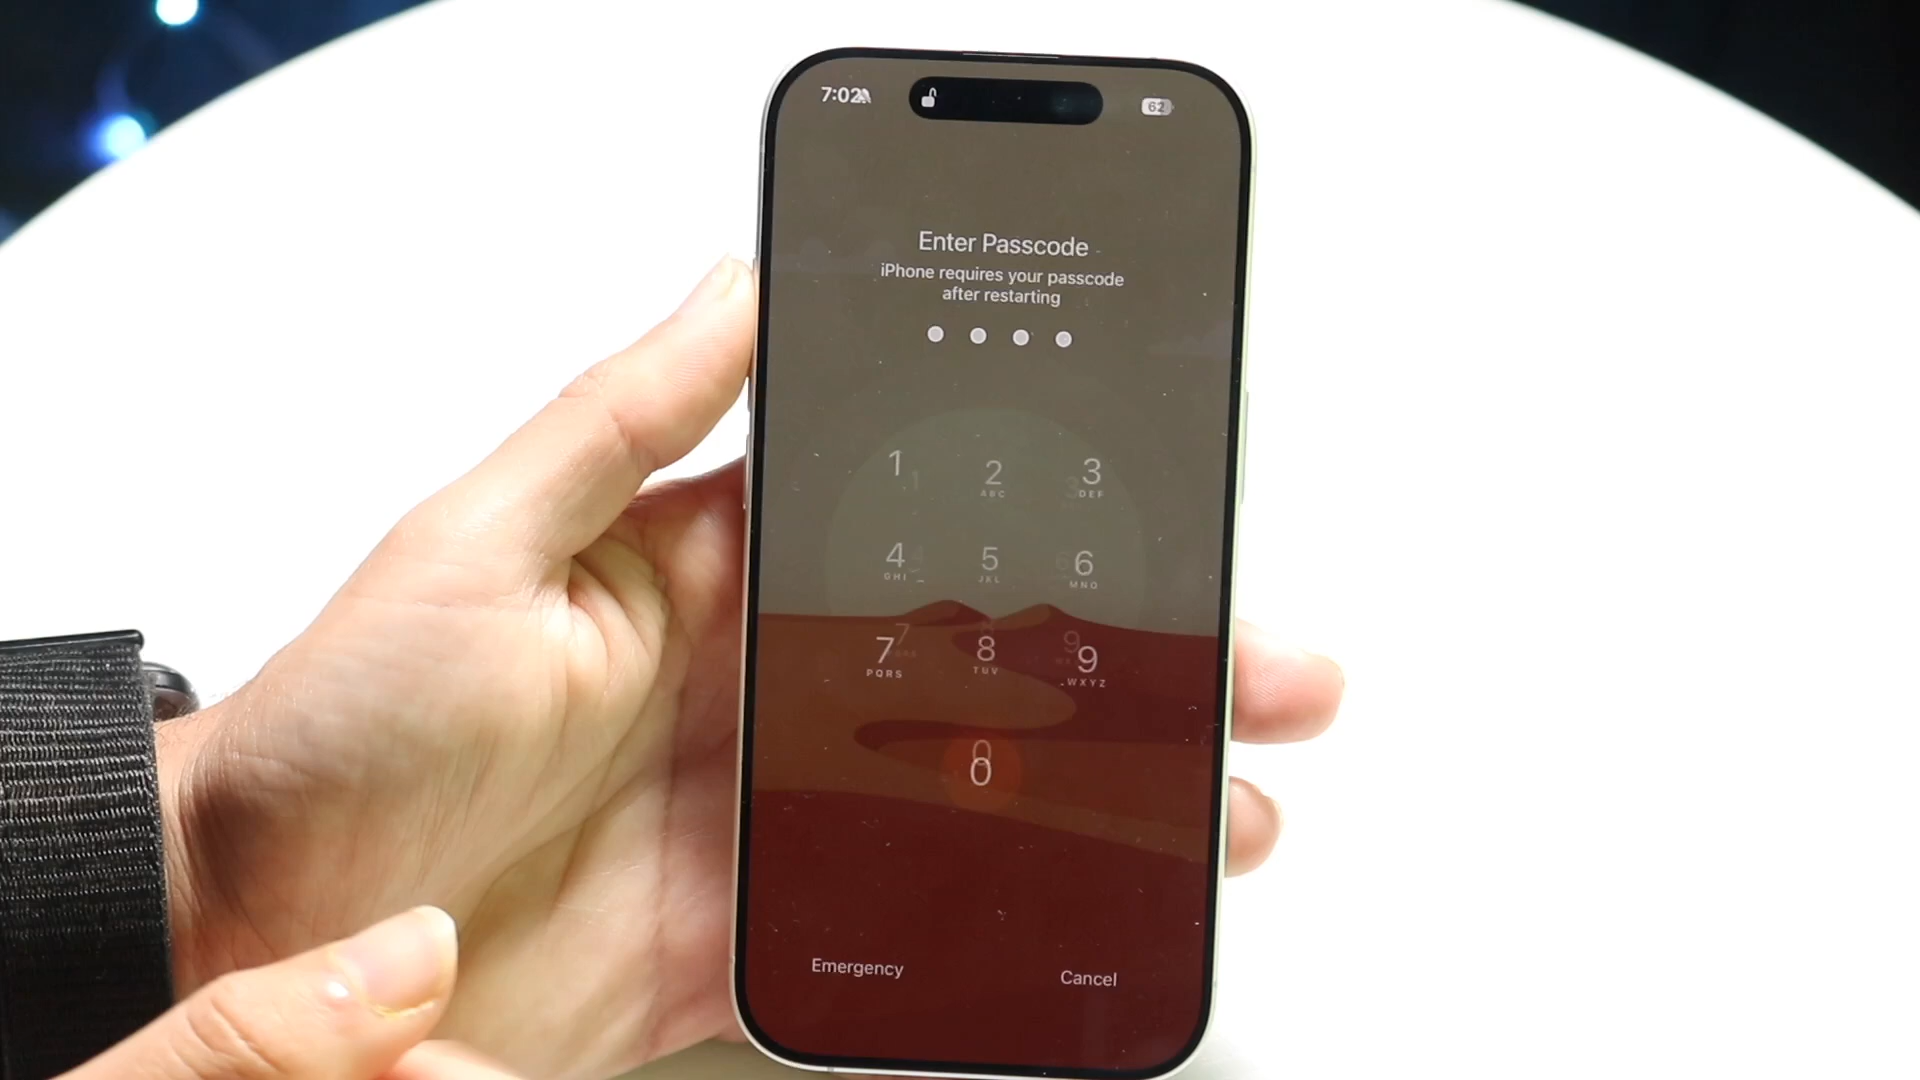 7:02
62
Enter Passcode
iPhone requires your passcode
after restarting
1 2 3
ABC DEF
4 5 6
GHI JKL MNO
7 8 9
PQRS TUV WXYZ
0
Emergency Cancel